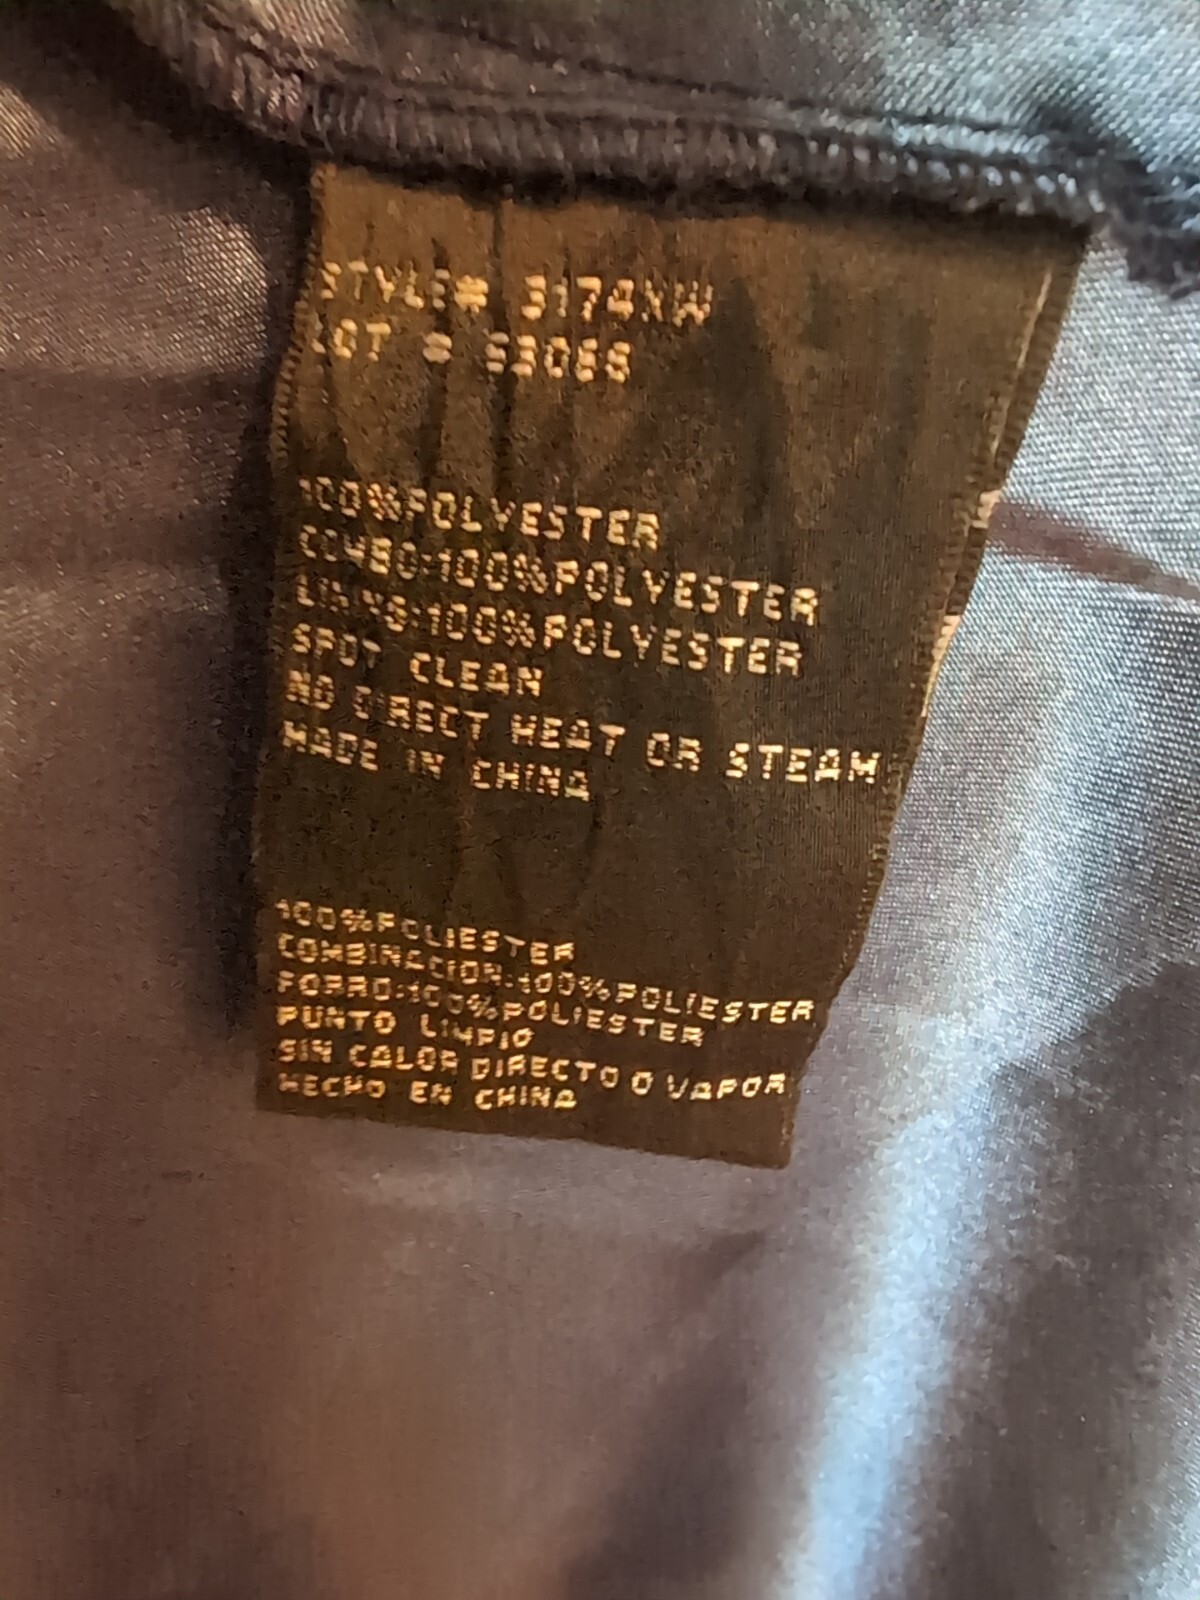 STYLE# 3174XW
LOT # 53088
100%POLYESTER
COMBO:100%POLYESTER
LINING:100%POLYESTER
SPOT CLEAN
NO DIRECT HEAT OR STEAM
MADE IN CHINA
100%POLIESTER
COMBINACION:100%POLIESTER
FORRO:100%POLIESTER
PUNTO LIMPIO
SIN CALOR DIRECTO O VAPOR
HECHO EN CHINA